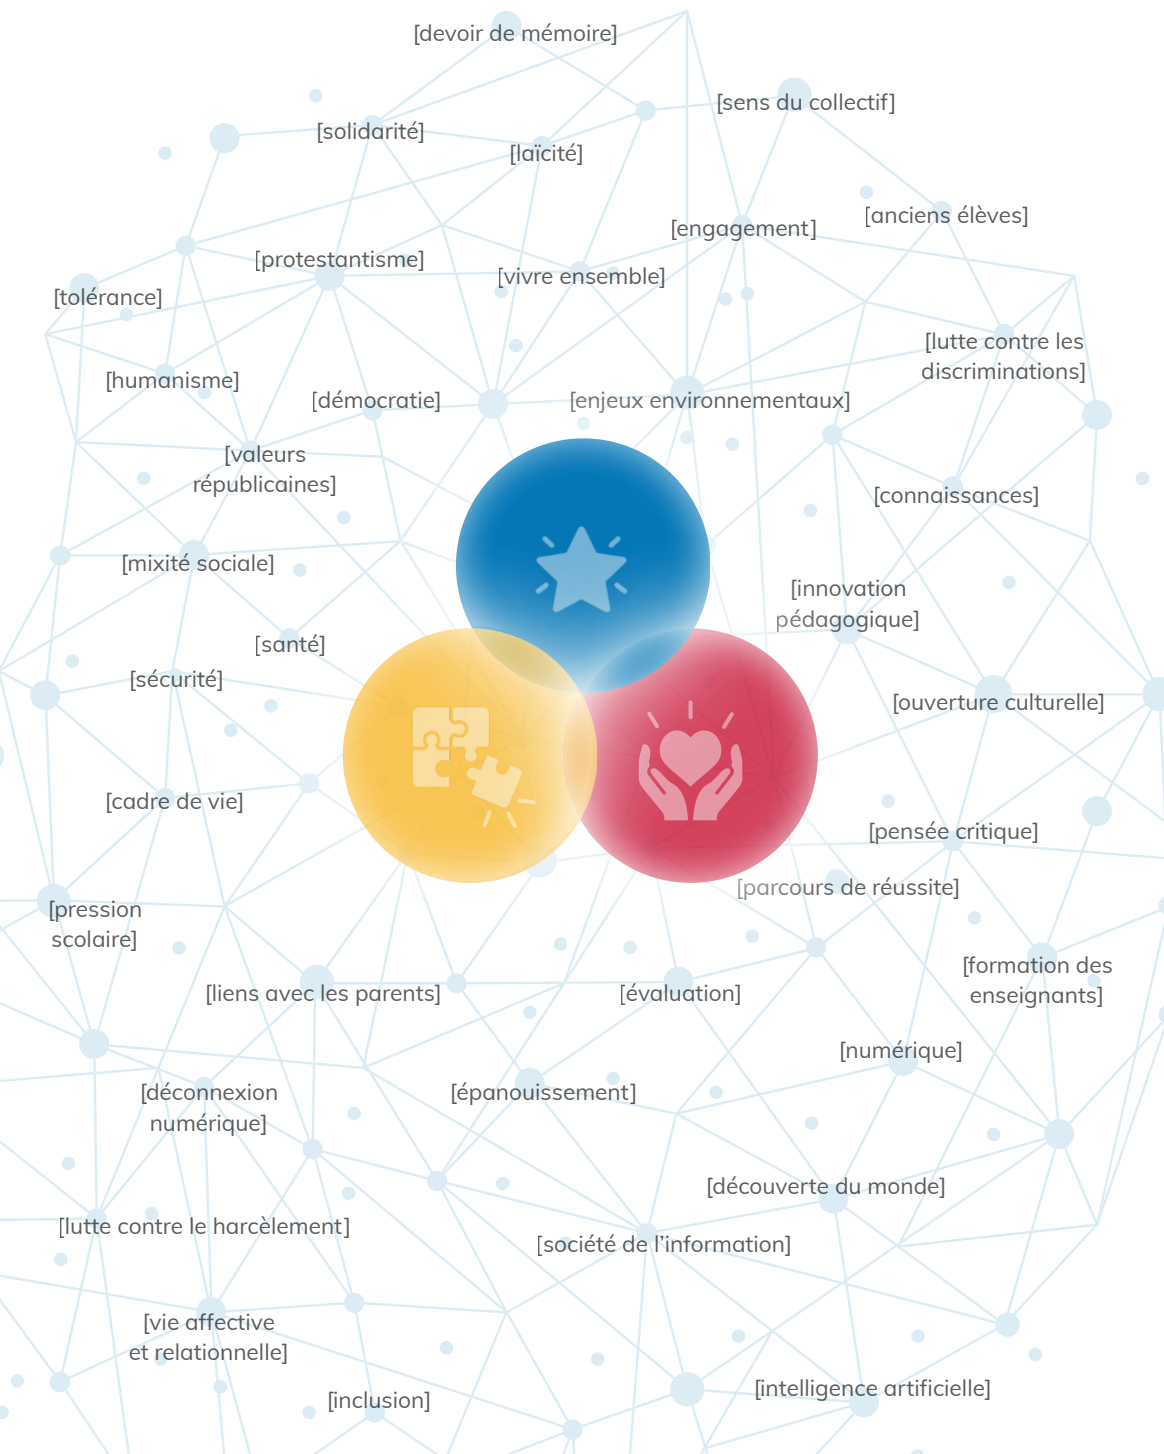 [devoir de mémoire]
[sens du collectif]
[solidarité]
[laïcité]
[anciens élèves]
[engagement]
[protestantisme]
[vivre ensemble]
[tolérance]
[lutte contre les
discriminations]
[humanisme]
[démocratie]
[enjeux environnementaux]
[valeurs
républicaines]
[connaissances]
[mixité sociale]
[innovation
pédagogique]
[santé]
[sécurité]
[ouverture culturelle]
[cadre de vie]
[pensée critique]
[parcours de réussite]
[pression
scolaire]
[formation des
enseignants]
[liens avec les parents]
[évaluation]
[numérique]
[déconnexion
numérique]
[épanouissement]
[découverte du monde]
[lutte contre le harcèlement]
[société de l’information]
[vie affective
et relationnelle]
[intelligence artificielle]
[inclusion]